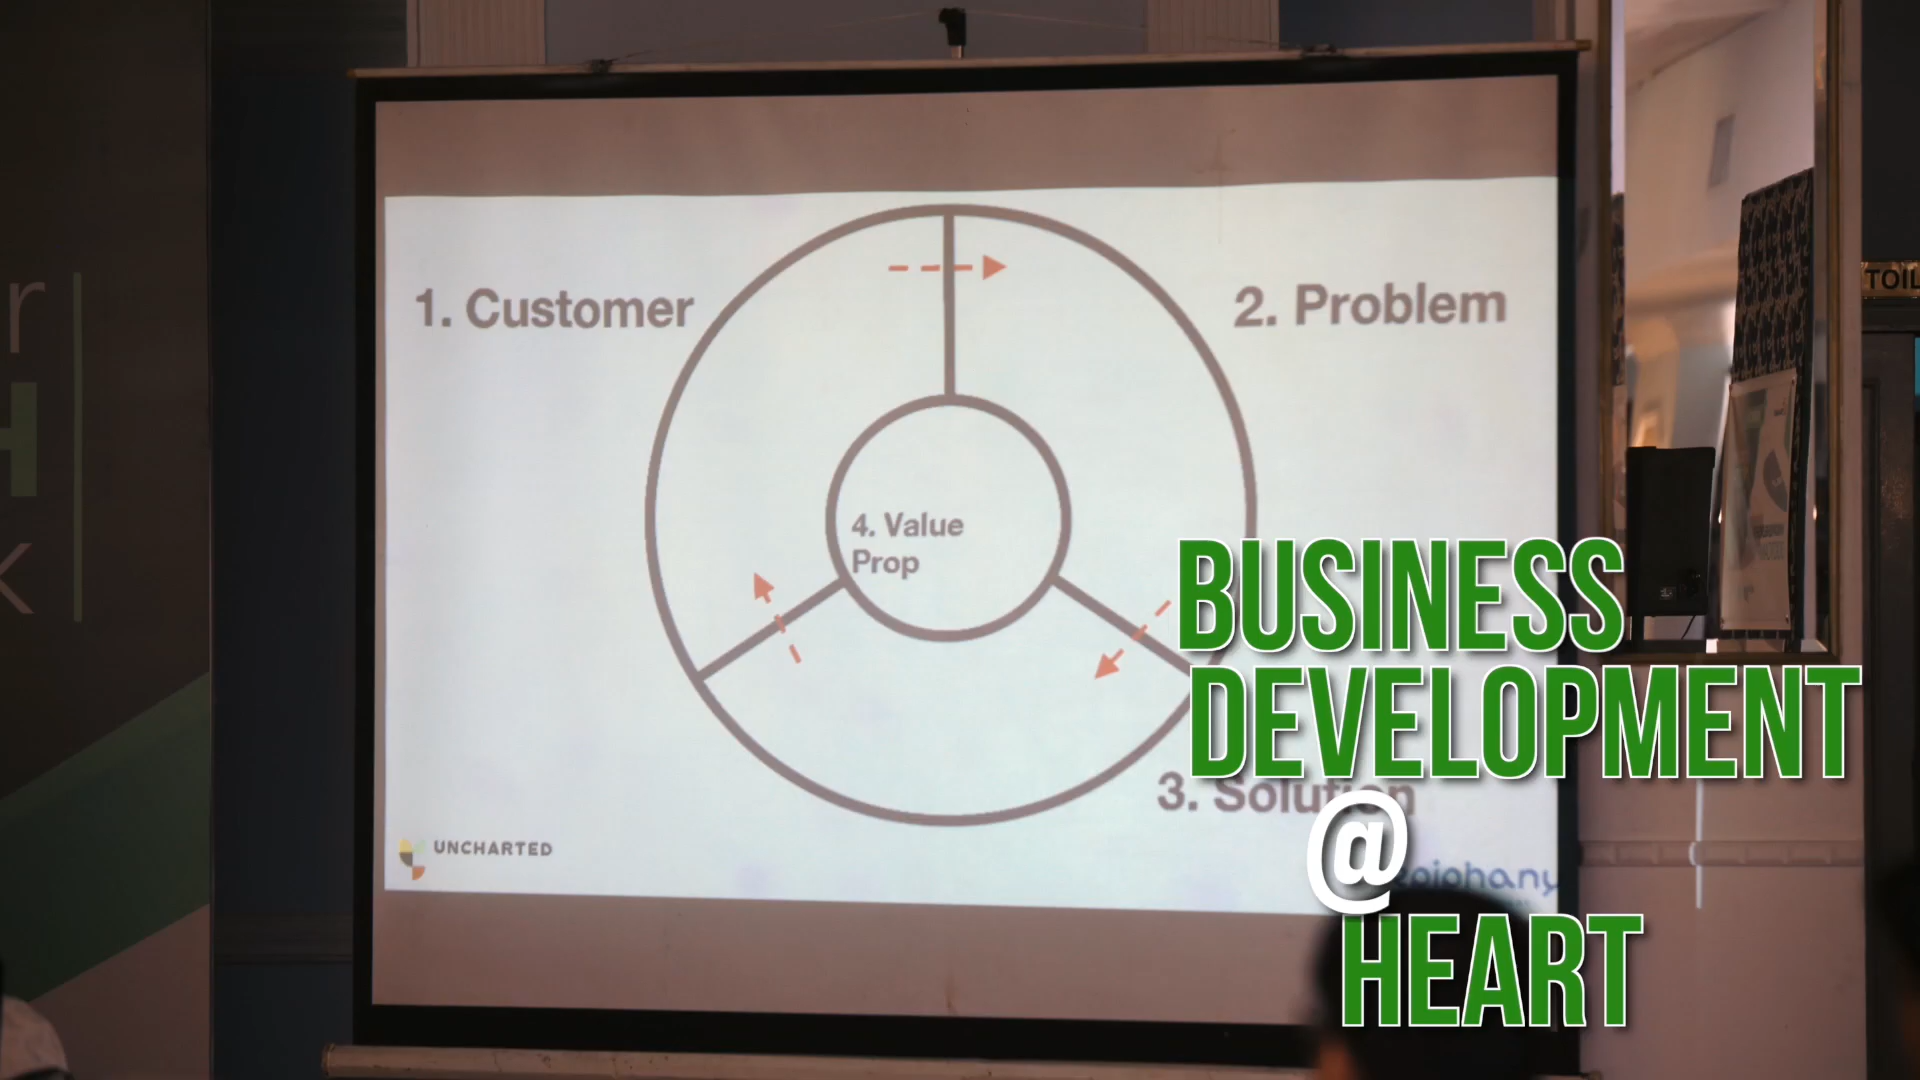 1. Customer
2. Problem
4. Value
Prop
3. Solution
UNCHARTED
BUSINESS
DEVELOPMENT
@
HEART